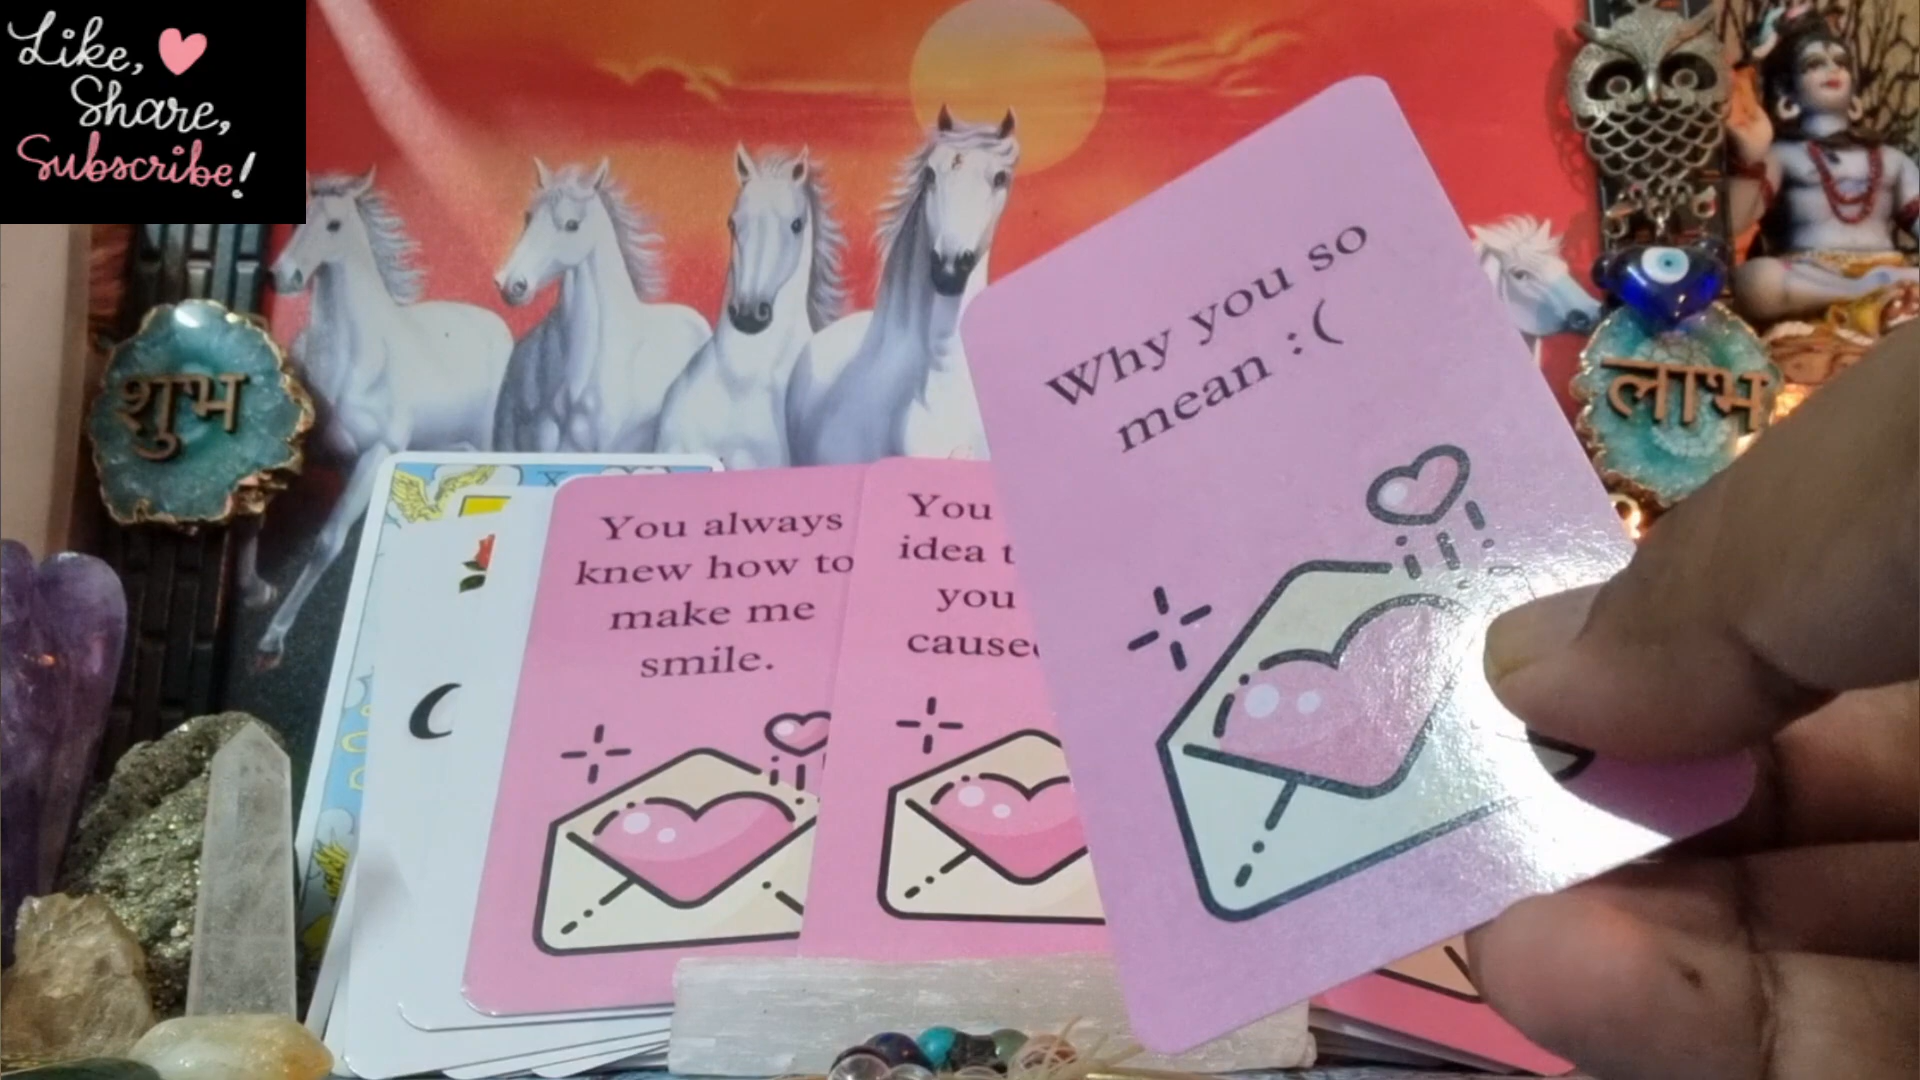 Like,
Share,
Subscribe!
शुभ
लाभ
Why you so
mean :(
You always
knew how to
make me
smile.
You
idea
you
X